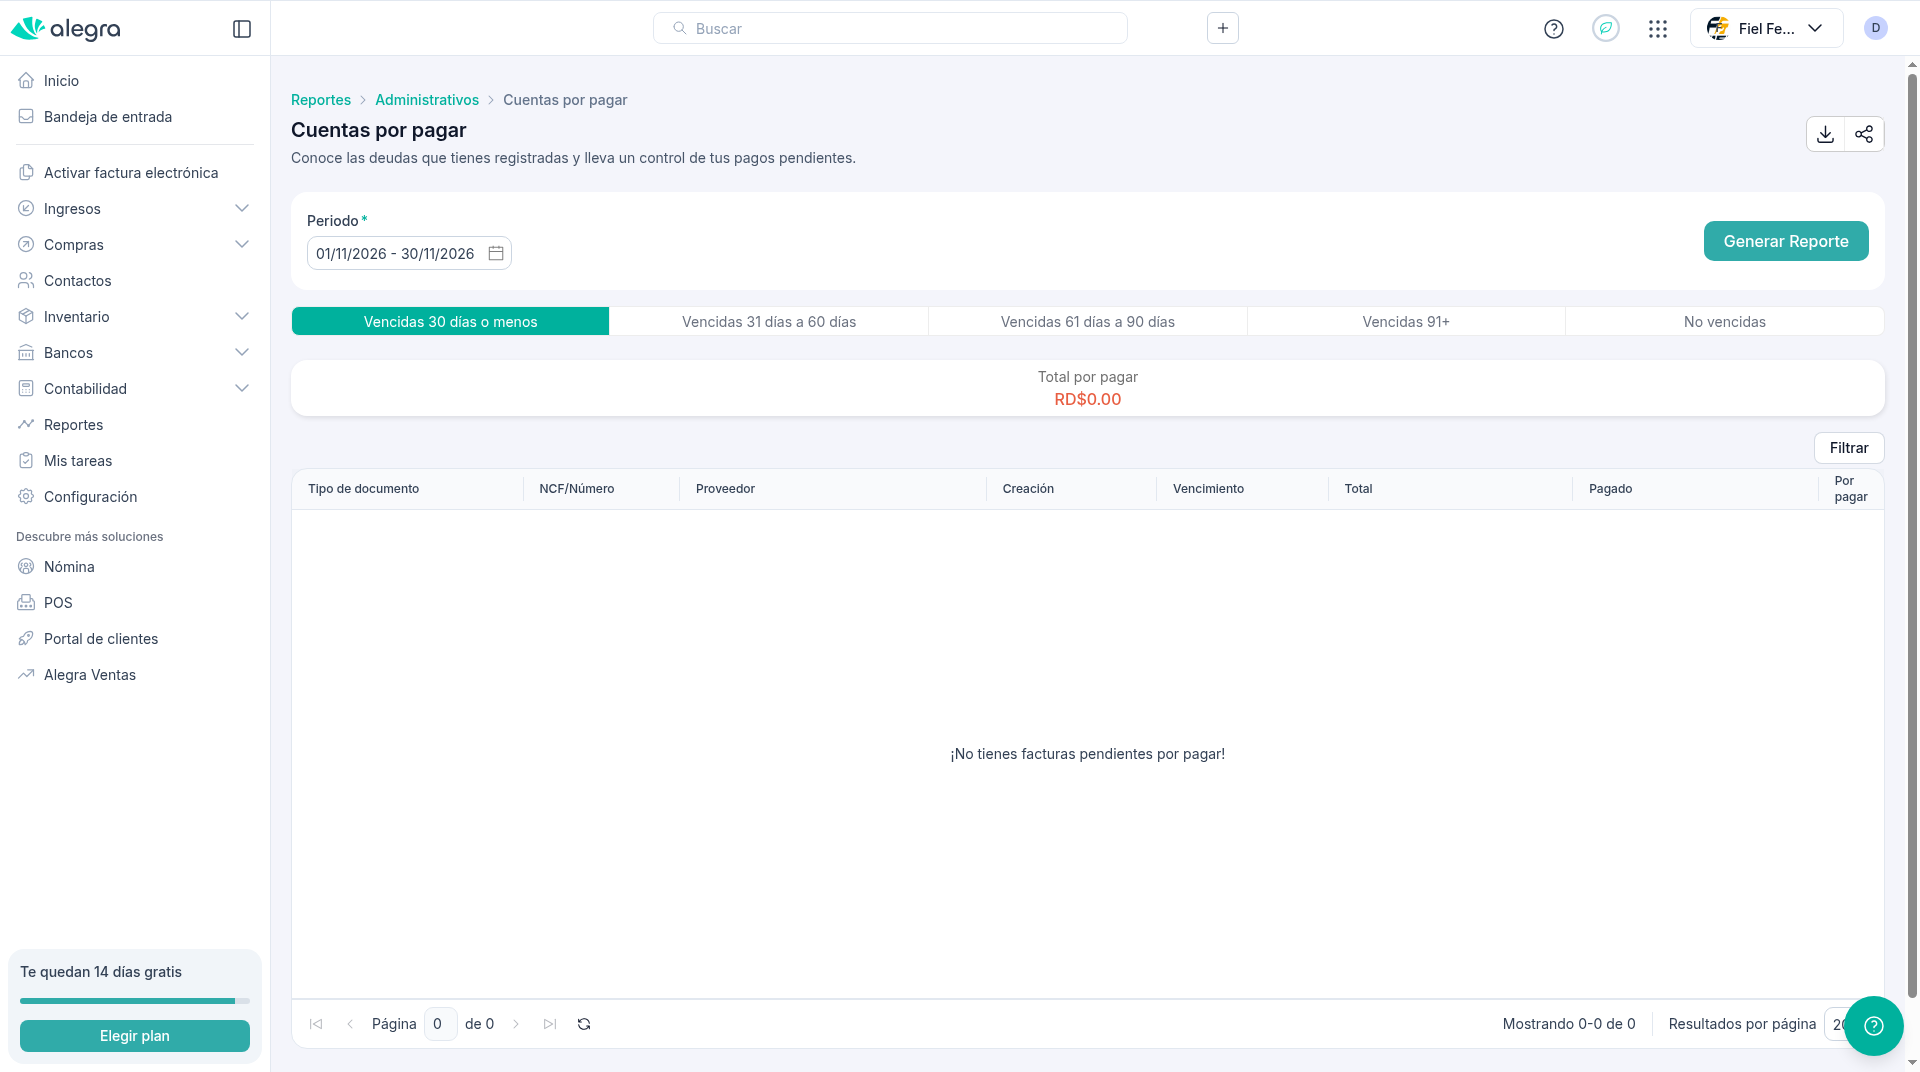 alegra
Buscar
Fiel Fe...
D
Inicio
Bandeja de entrada
Activar factura electrónica
Ingresos
Compras
Contactos
Inventario
Bancos
Contabilidad
Reportes
Mis tareas
Configuración
Descubre más soluciones
Nómina
POS
Portal de clientes
Alegra Ventas
Te quedan 14 días gratis
Elegir plan
Reportes > Administrativos > Cuentas por pagar
Cuentas por pagar
Conoce las deudas que tienes registradas y lleva un control de tus pagos pendientes.
Periodo *
01/11/2026 - 30/11/2026
Generar Reporte
Vencidas 30 días o menos
Vencidas 31 días a 60 días
Vencidas 61 días a 90 días
Vencidas 91+
No vencidas
Total por pagar
RD$0.00
Filtrar
Tipo de documento
NCF/Número
Proveedor
Creación
Vencimiento
Total
Pagado
Por
pagar
¡No tienes facturas pendientes por pagar!
Página 0 de 0
Mostrando 0-0 de 0
Resultados por página